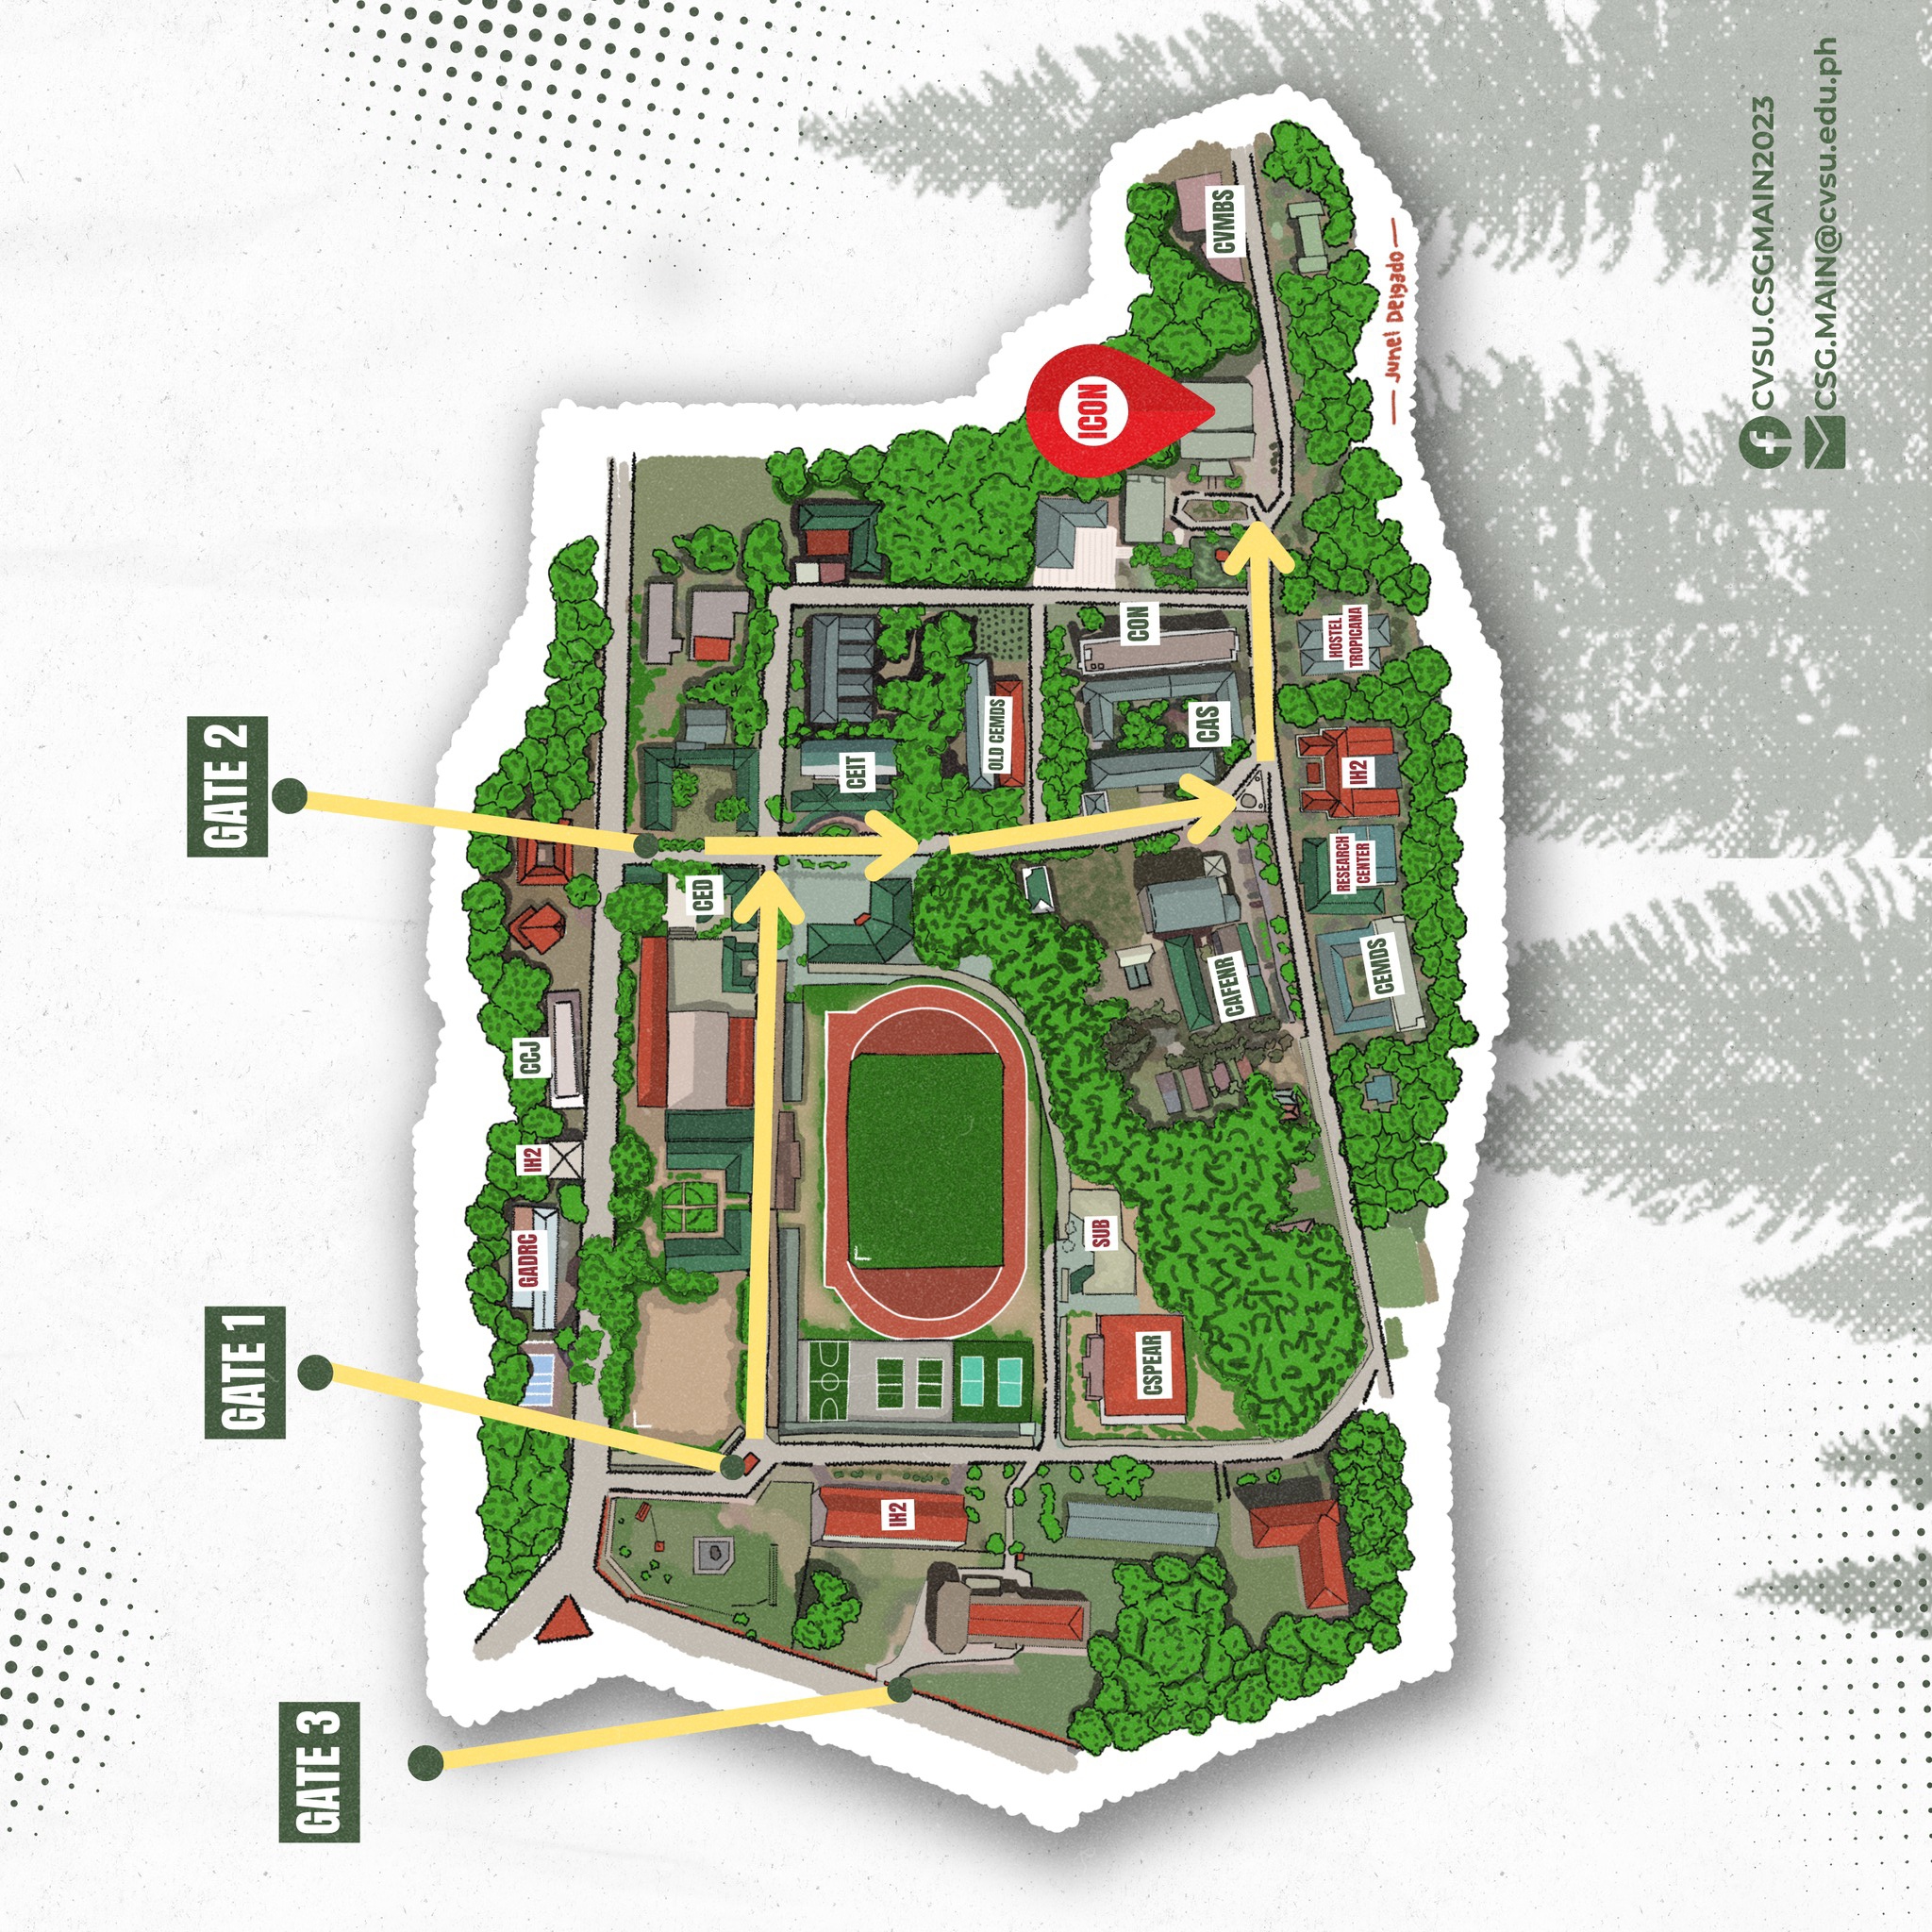 GATE 3
GATE 1
GATE 2
GADRC
IH2
CCJ
CED
IH2
CEIT
OLD CEMDS
CSPEAR
SUB
CAFENR
CAS
CON
ICON
CVMBS
CEMDS
RESEARCH
CENTER
IH2
HOSTEL
TROPICANA
Junel Delgado
CVSU.CSGMAIN2023
CSG.MAIN@cvsu.edu.ph